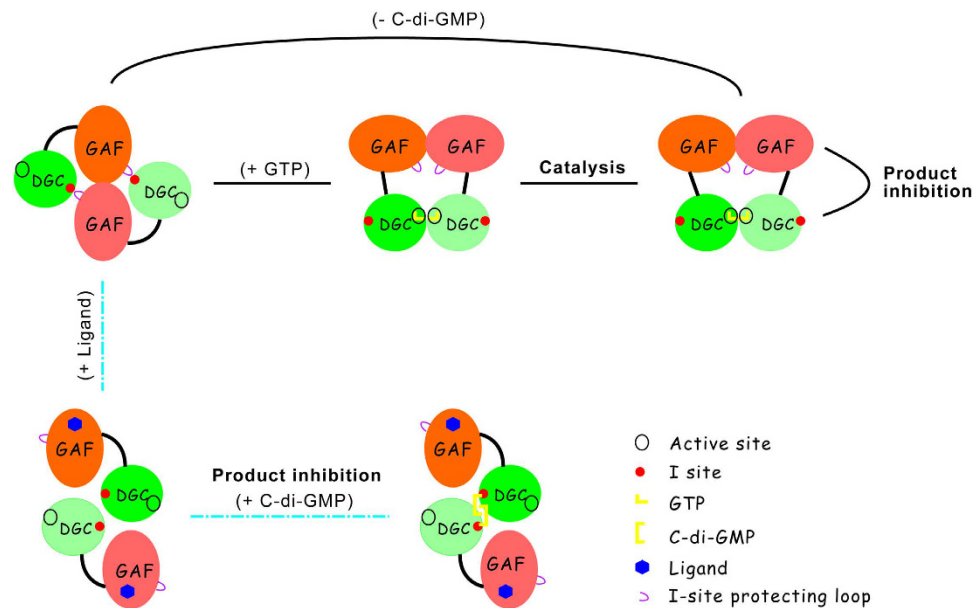 (- C-di-GMP)
GAF
DGC
DGC
GAF
(+ GTP)
GAF
GAF
DGC
DGC
Catalysis
GAF
GAF
DGC
DGC
Product
inhibition
(+ Ligand)
GAF
DGC
DGC
GAF
Product inhibition
(+ C-di-GMP)
GAF
DGC
DGC
GAF
Active site
I site
GTP
C-di-GMP
Ligand
I-site protecting loop